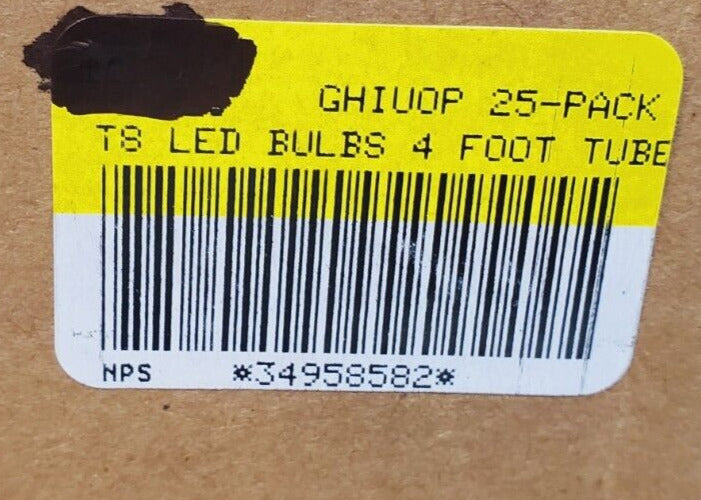 GHIUOP 25-PACK
T8 LED BULBS 4 FOOT TUBE
NPS *34958582*